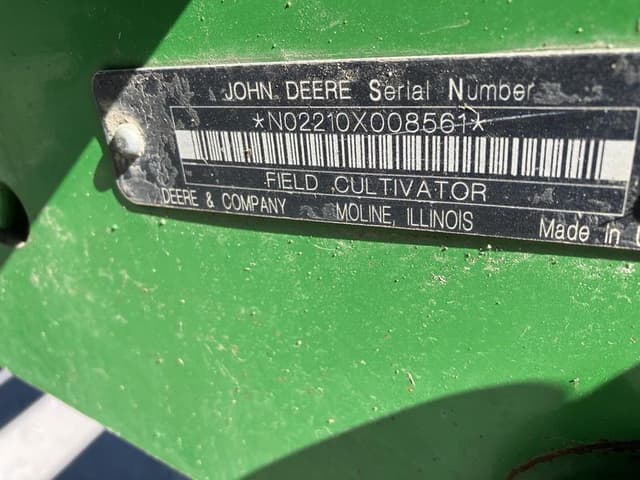 JOHN DEERE Serial Number
*N02210X008561*
FIELD CULTIVATOR
DEERE & COMPANY MOLINE, ILLINOIS Made In